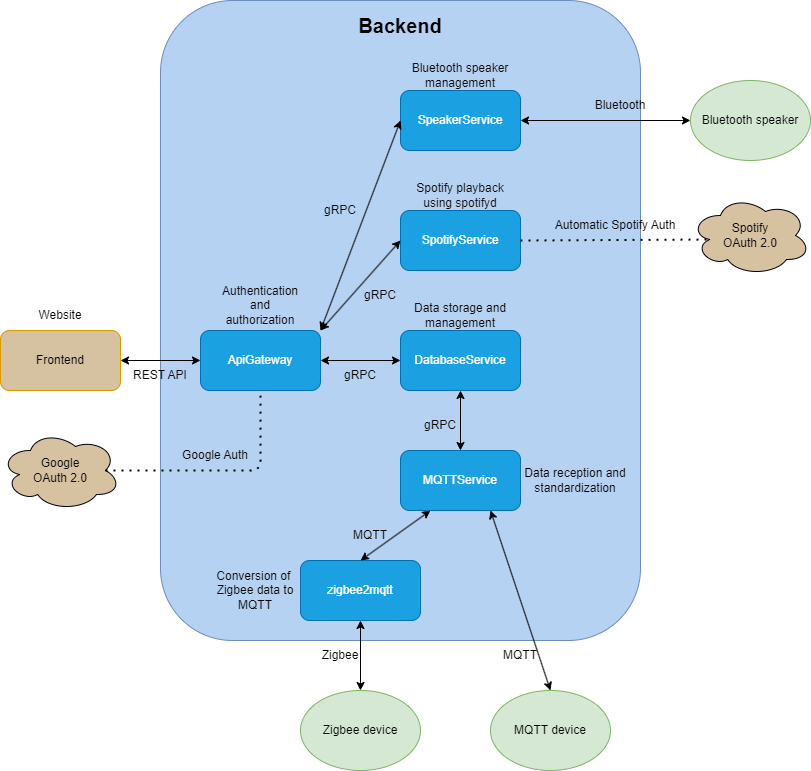 Backend
Bluetooth speaker
management
SpeakerService
Bluetooth
Bluetooth speaker
gRPC
Spotify playback
using spotifyd
SpotifyService
Automatic Spotify Auth
Spotify
OAuth 2.0
gRPC
Authentication
and
authorization
Data storage and
management
Website
Frontend
REST API
ApiGateway
gRPC
DatabaseService
gRPC
Google Auth
Google
OAuth 2.0
MQTTService
Data reception and
standardization
MQTT
Conversion of
Zigbee data to
MQTT
zigbee2mqtt
Zigbee
MQTT
Zigbee device
MQTT device